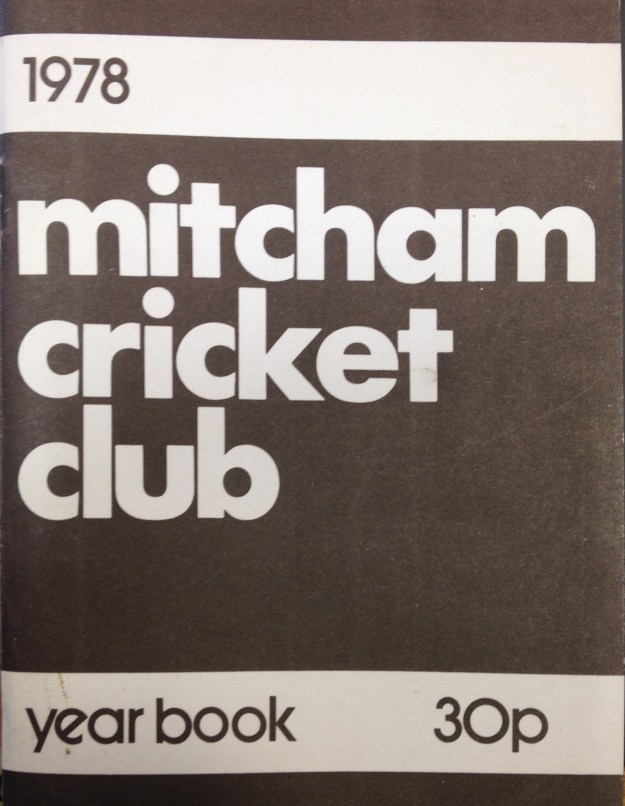 1978
mitcham
cricket
club
year book 30p